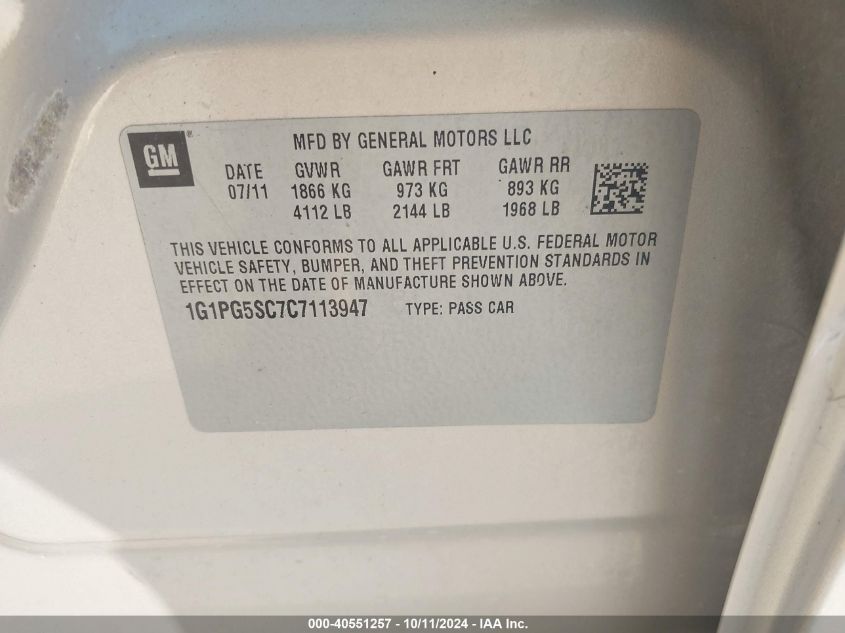 GM®
MFD BY GENERAL MOTORS LLC
DATE GVWR GAWR FRT GAWR RR
07/11 1866 KG 973 KG 893 KG
4112 LB 2144 LB 1968 LB
THIS VEHICLE CONFORMS TO ALL APPLICABLE U.S. FEDERAL MOTOR
VEHICLE SAFETY, BUMPER, AND THEFT PREVENTION STANDARDS IN
EFFECT ON THE DATE OF MANUFACTURE SHOWN ABOVE.
1G1PG5SC7C7113947 TYPE: PASS CAR
000-40551257 - 10/11/2024 - IAA Inc.